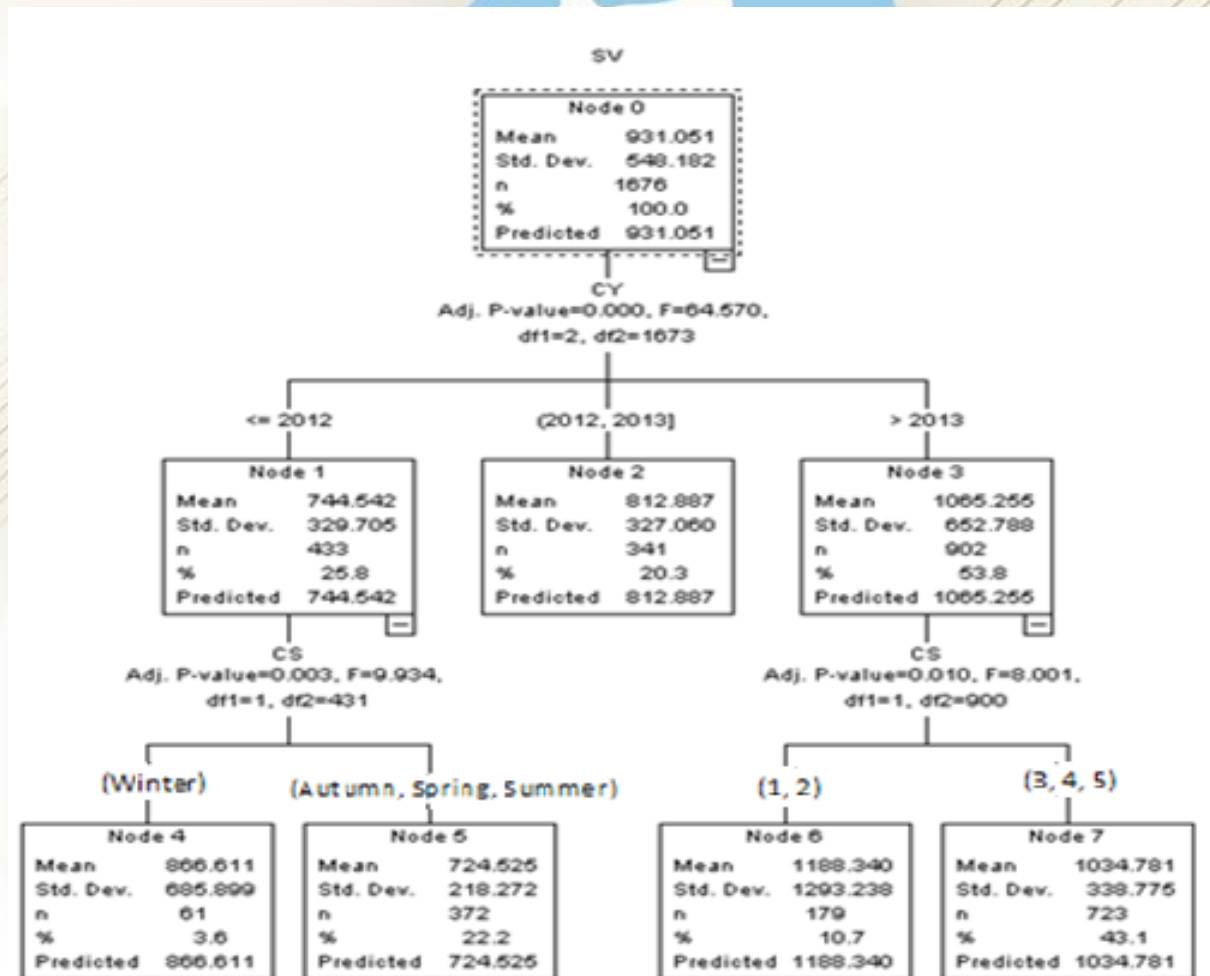 SV
Node 0
Mean 931.051
Std. Dev. 548.182
n 1676
% 100.0
Predicted 931.051
CY
Adj. P-value=0.000, F=64.570,
df1=2, df2=1673
<= 2012
(2012, 2013]
> 2013
Node 1
Mean 744.542
Std. Dev. 329.705
n 433
% 25.8
Predicted 744.542
Node 2
Mean 812.887
Std. Dev. 327.060
n 341
% 20.3
Predicted 812.887
Node 3
Mean 1065.255
Std. Dev. 652.788
n 902
% 53.8
Predicted 1065.255
CS
Adj. P-value=0.003, F=9.934,
df1=1, df2=431
CS
Adj. P-value=0.010, F=8.001,
df1=1, df2=900
(Winter)
(Autumn, Spring, Summer)
(1, 2)
(3, 4, 5)
Node 4
Mean 866.611
Std. Dev. 685.899
n 61
% 3.6
Predicted 866.611
Node 5
Mean 724.525
Std. Dev. 218.272
n 372
% 22.2
Predicted 724.525
Node 6
Mean 1188.340
Std. Dev. 1293.238
n 179
% 10.7
Predicted 1188.340
Node 7
Mean 1034.781
Std. Dev. 338.775
n 723
% 43.1
Predicted 1034.781